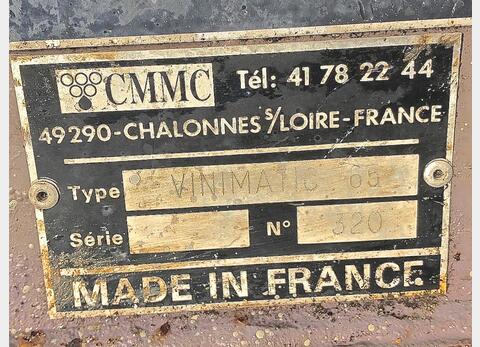 CMMC Tél: 41 78 22 44
49290-CHALONNES S/LOIRE-FRANCE
Type VINIMATIC 65
Série N° 320
MADE IN FRANCE